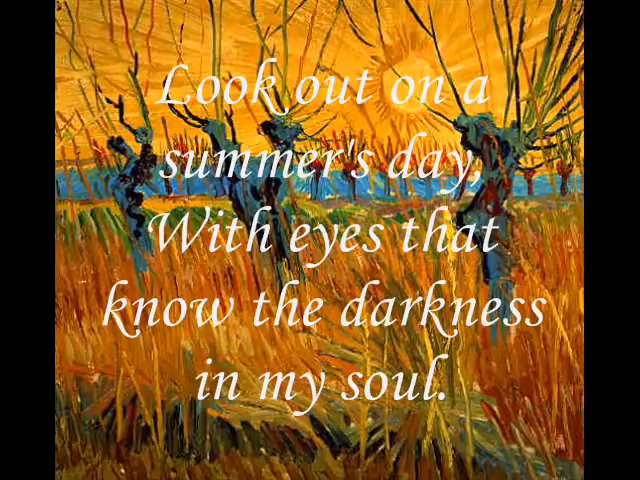 Look out on a
summer's day,
With eyes that
know the darkness
in my soul.